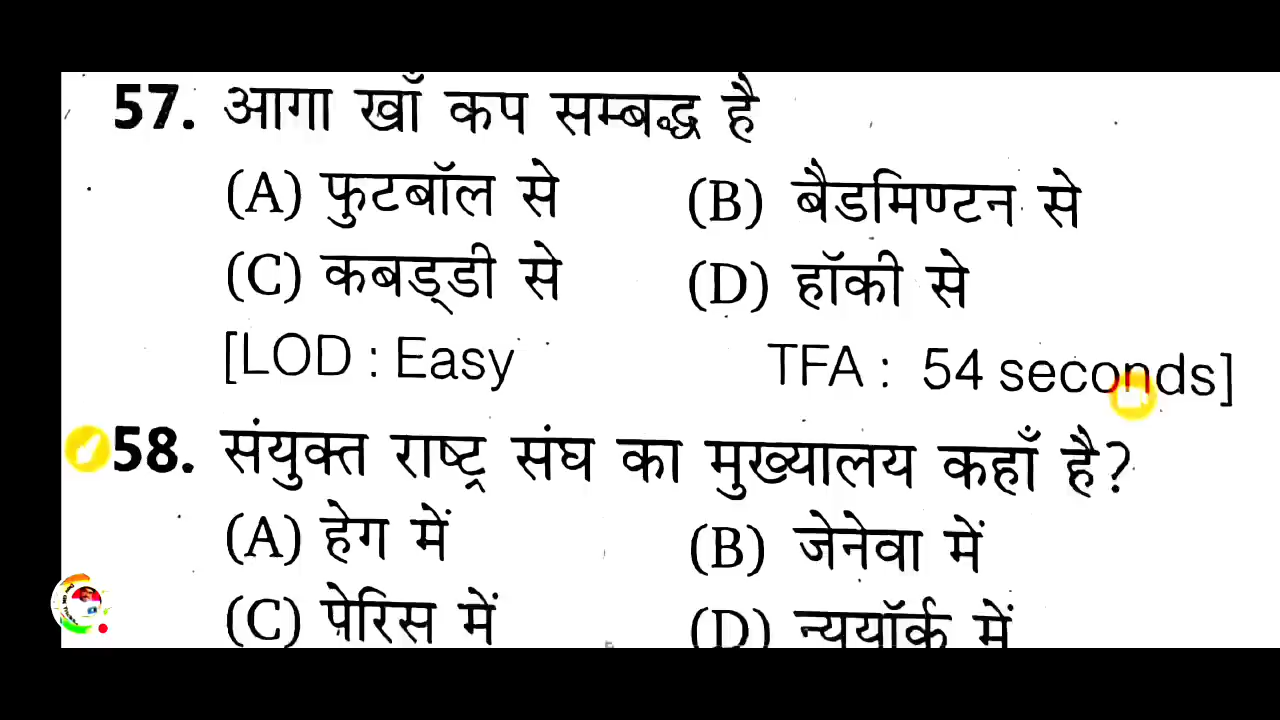 57. आगा खाँ कप सम्बद्ध है
(A) फुटबॉल से (B) बैडमिण्टन से
(C) कबड्डी से (D) हॉकी से
[LOD : Easy TFA : 54 seconds]
58. संयुक्त राष्ट्र संघ का मुख्यालय कहाँ है?
(A) हेग में (B) जेनेवा में
(C) पेरिस में (D) न्यूयॉर्क में